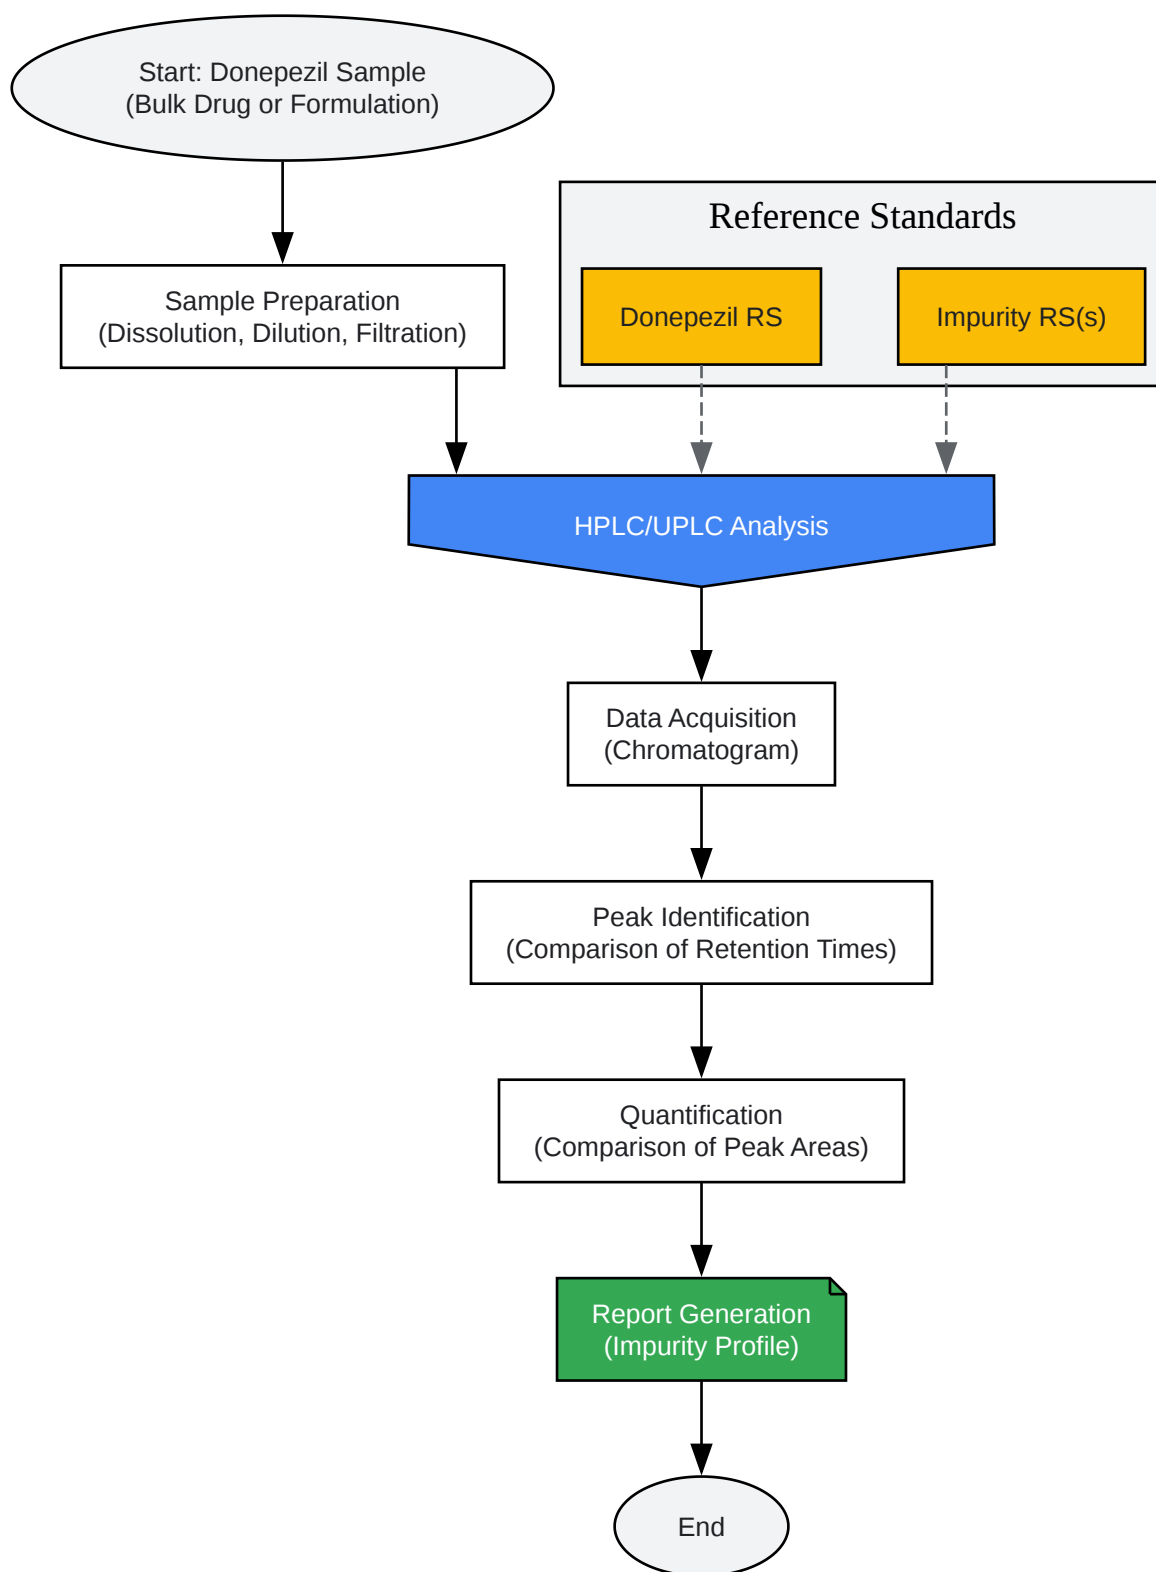 Start: Donepezil Sample
(Bulk Drug or Formulation)
Reference Standards
Sample Preparation
(Dissolution, Dilution, Filtration)
Donepezil RS
Impurity RS(s)
HPLC/UPLC Analysis
Data Acquisition
(Chromatogram)
Peak Identification
(Comparison of Retention Times)
Quantification
(Comparison of Peak Areas)
Report Generation
(Impurity Profile)
End